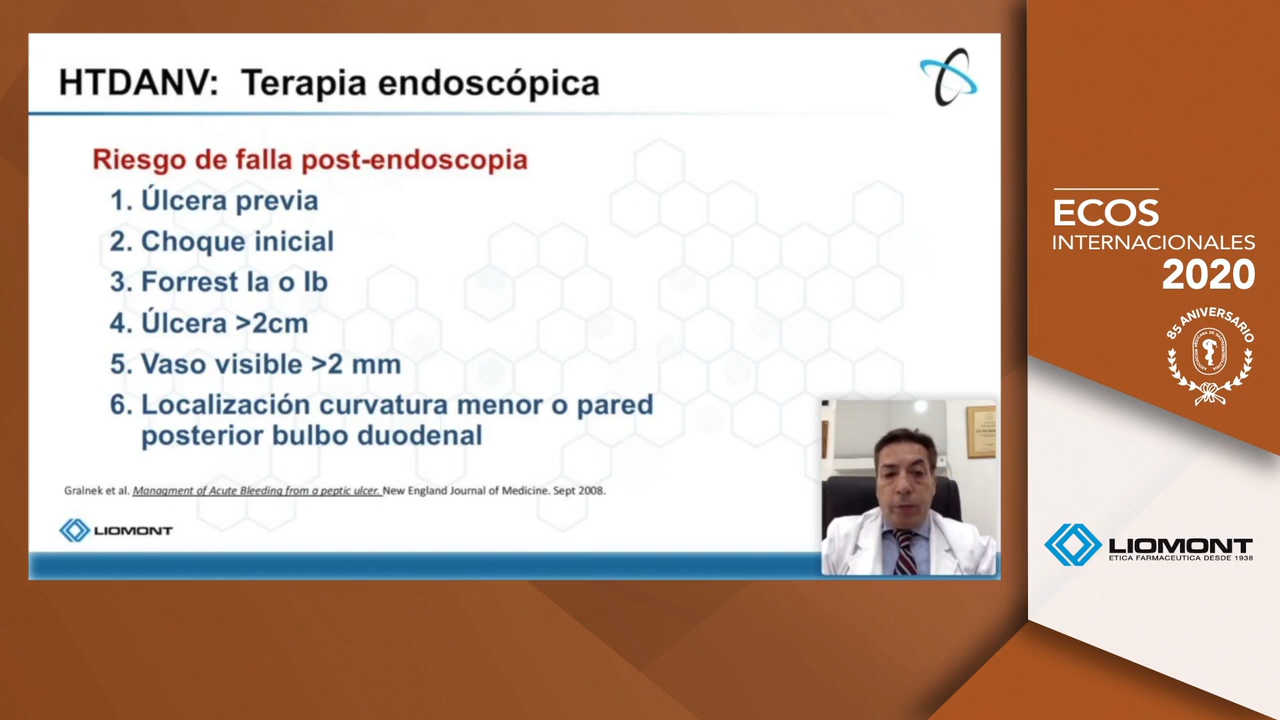 HTDANV: Terapia endoscópica
Riesgo de falla post-endoscopia
1. Úlcera previa
2. Choque inicial
3. Forrest Ia o Ib
4. Úlcera >2cm
5. Vaso visible >2 mm
6. Localización curvatura menor o pared
posterior bulbo duodenal
Gralnek et al. Managment of Acute Bleeding from a peptic ulcer. New England Journal of Medicine. Sept 2008.
LIOMONT
ECOS
INTERNACIONALES
2020
85 ANIVERSARIO
LIOMONT
ETICA FARMACEUTICA DESDE 1938